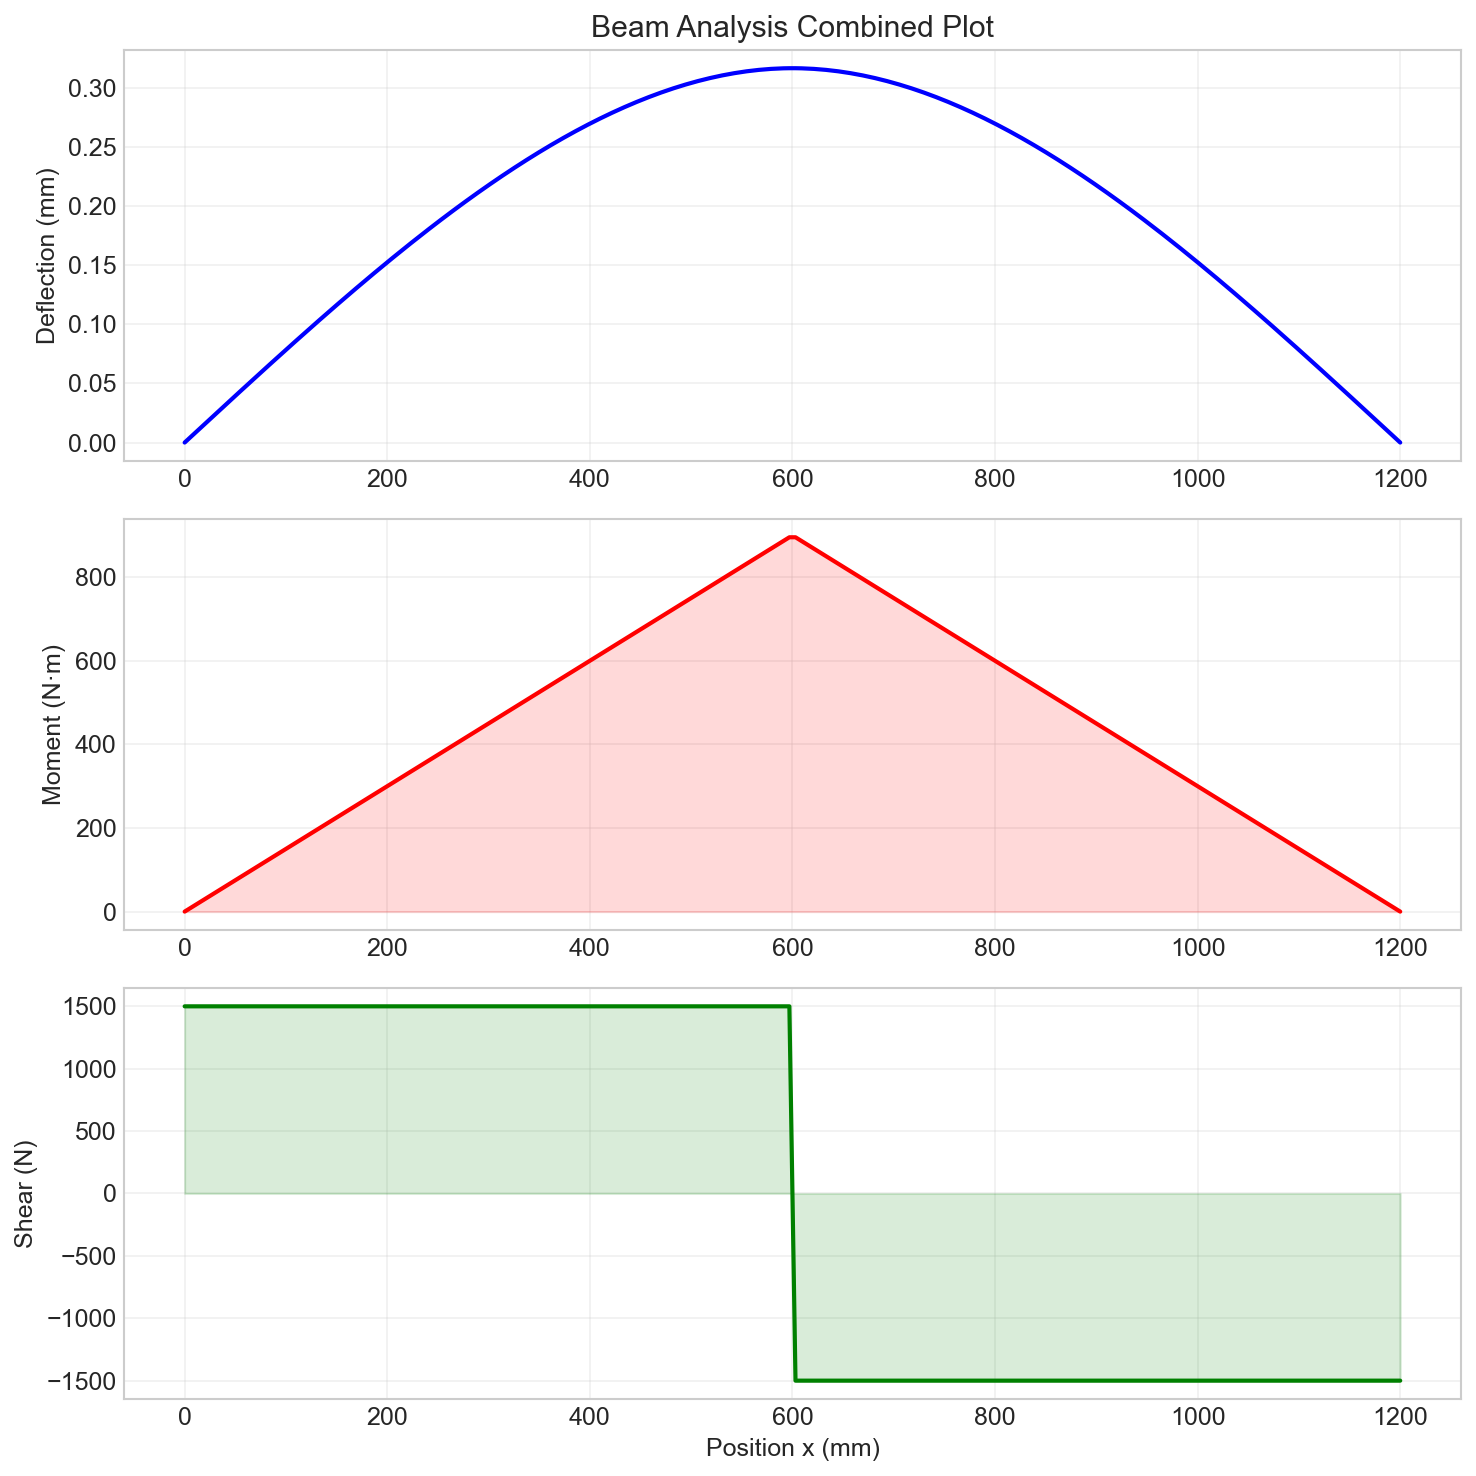 Beam Analysis Combined Plot
Deflection (mm)
0.30
0.25
0.20
0.15
0.10
0.05
0.00
0 200 400 600 800 1000 1200
Moment (N·m)
800
600
400
200
0
0 200 400 600 800 1000 1200
Shear (N)
1500
1000
500
0
−500
−1000
−1500
0 200 400 600 800 1000 1200
Position x (mm)